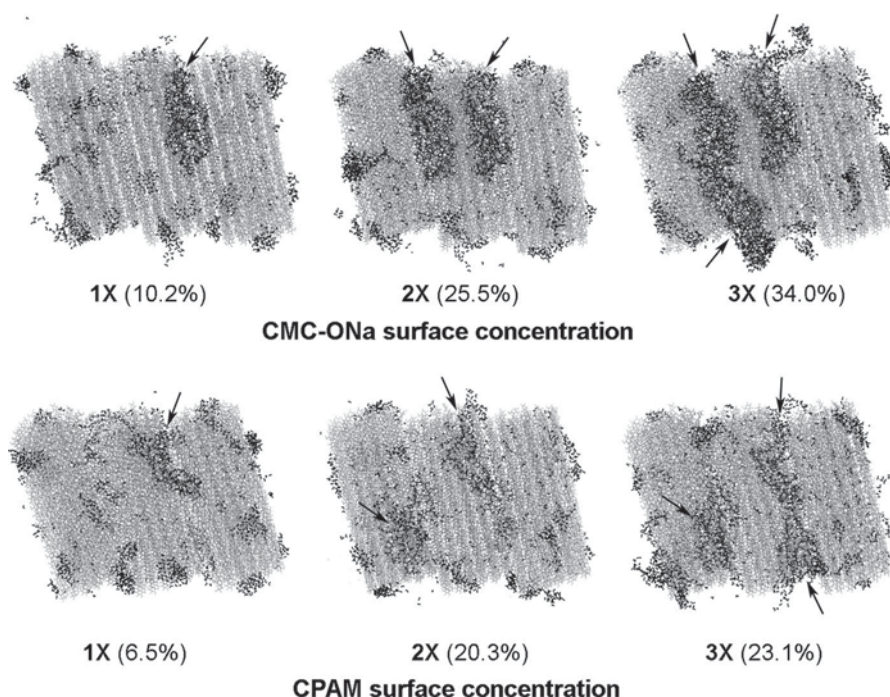 1X (10.2%) 2X (25.5%) 3X (34.0%)
CMC-ONa surface concentration
1X (6.5%) 2X (20.3%) 3X (23.1%)
CPAM surface concentration